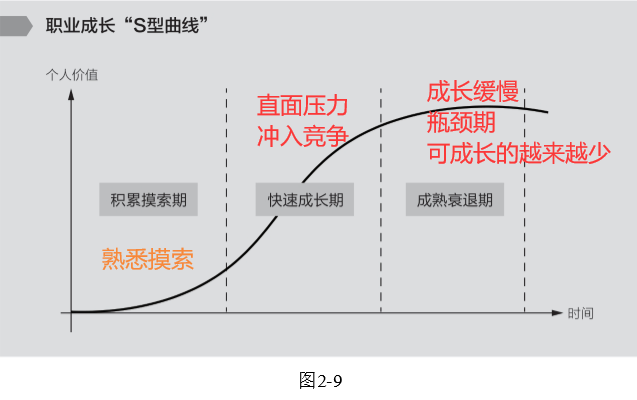 职业成长“S型曲线”
个人价值
直面压力
冲入竞争
成长缓慢
瓶颈期
可成长的越来越少
积累摸索期
快速成长期
成熟衰退期
熟悉摸索
时间
图2-9